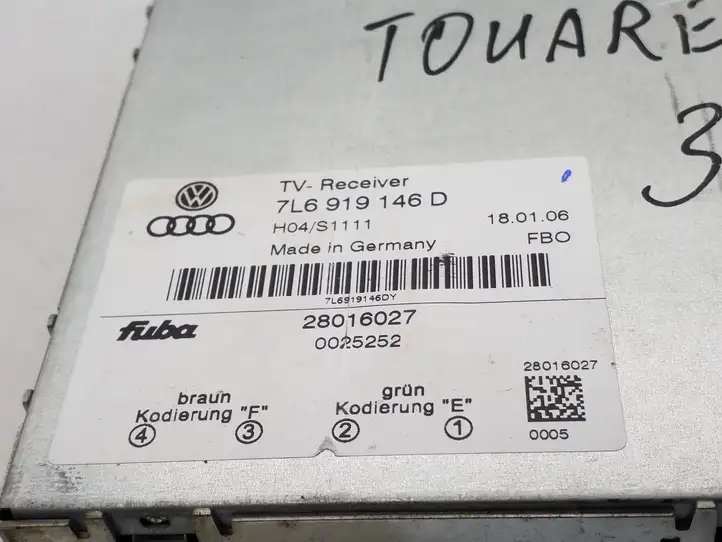 TOUARE
3
TV- Receiver
7L6 919 146 D
H04/S1111
18.01.06
Made in Germany
FBO
7L6919146DY
fuba
28016027
0025252
28016027
braun
grün
Kodierung "F"
Kodierung "E"
4 3 2 1
0005